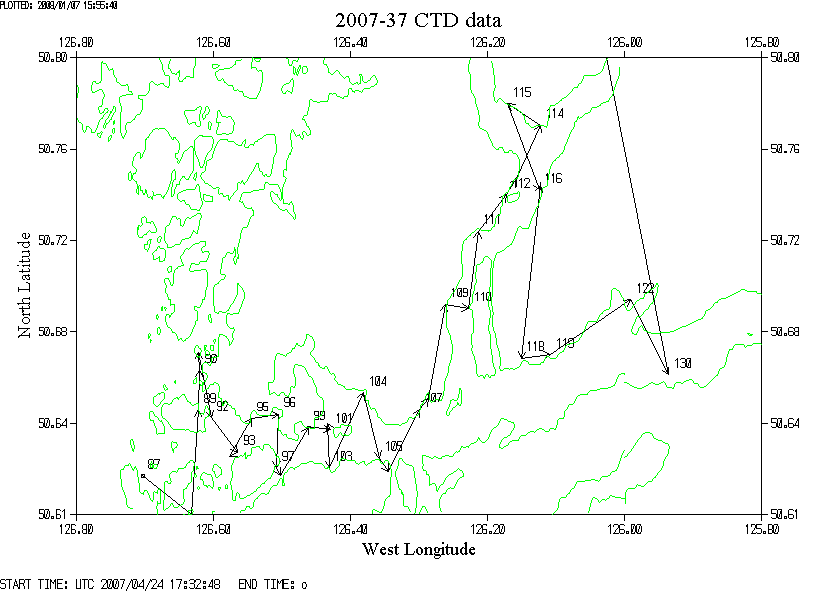 PLOTTED: 2008/01/07 15:55:40
2007-37 CTD data
126.80 126.60 126.40 126.20 126.00 125.80
50.80 50.80
115
114
50.76 50.76
112 116
111
50.72 50.72
122
109 110
50.68 50.68
118 119
90 130
104
89 92 95 96 107
99 101
50.64 50.64
93 105
87 97 103
50.61 50.61
126.80 126.60 126.40 126.20 126.00 125.80
North Latitude
West Longitude
START TIME: UTC 2007/04/24 17:32:48 END TIME: o